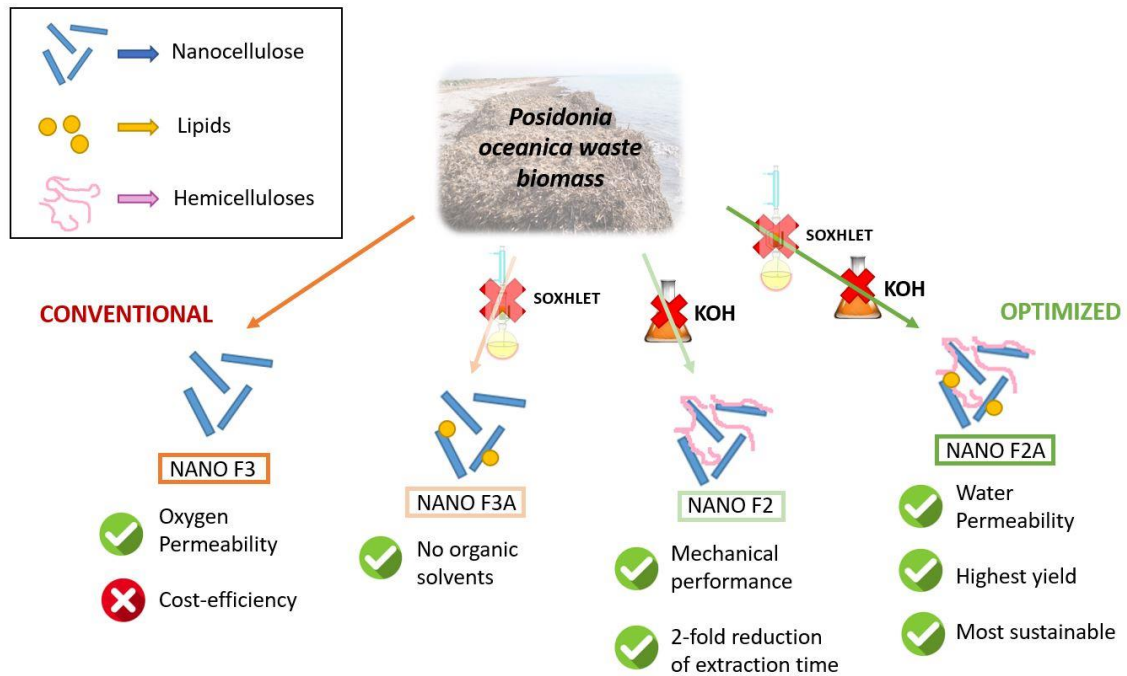 Nanocellulose
Lipids
Hemicelluloses
Posidonia
oceanica waste
biomass
SOXHLET
KOH
SOXHLET
KOH
CONVENTIONAL
OPTIMIZED
NANO F3
Oxygen
Permeability
Cost-efficiency
NANO F3A
No organic
solvents
NANO F2
Mechanical
performance
2-fold reduction
of extraction time
NANO F2A
Water
Permeability
Highest yield
Most sustainable